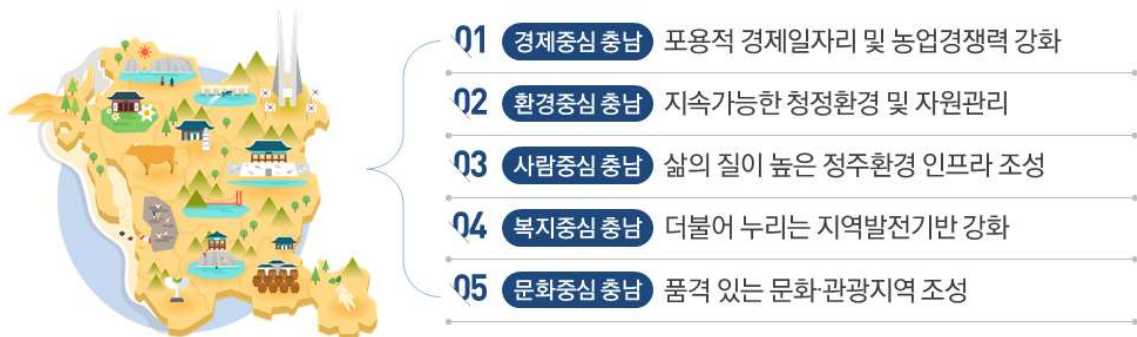 01 경제중심 충남 포용적 경제일자리 및 농업경쟁력 강화
02 환경중심 충남 지속가능한 청정환경 및 자원관리
03 사람중심 충남 삶의 질이 높은 정주환경 인프라 조성
04 복지중심 충남 더불어 누리는 지역발전기반 강화
05 문화중심 충남 품격 있는 문화·관광지역 조성